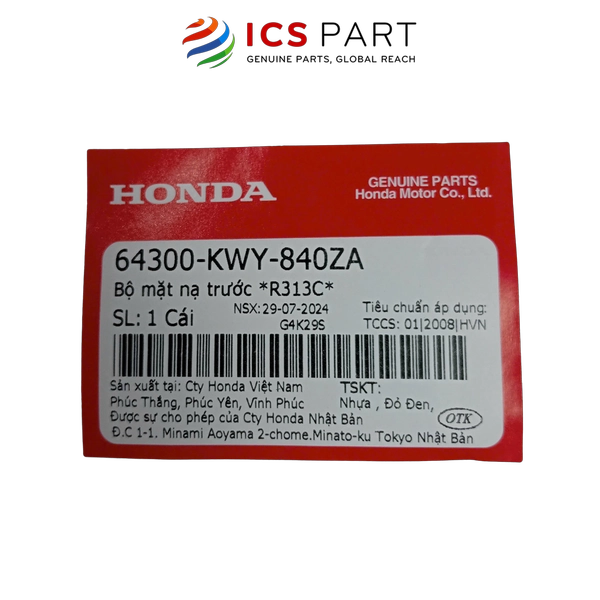 ICS PART
GENUINE PARTS, GLOBAL REACH
HONDA
GENUINE PARTS
Honda Motor Co., Ltd.
64300-KWY-840ZA
Bộ mặt nạ trước *R313C*
SL: 1 Cái
NSX:29-07-2024
G4K29S
Tiêu chuẩn áp dụng:
TCCS: 01|2008|HVN
Sản xuất tại: Cty Honda Việt Nam
Phúc Thắng, Phúc Yên, Vĩnh Phúc
Được sự cho phép của Cty Honda Nhật Bản
TSKT:
Nhựa , Đỏ Đen,
OTK
Đ.C 1-1. Minami Aoyama 2-chome.Minato-ku Tokyo Nhật Bản